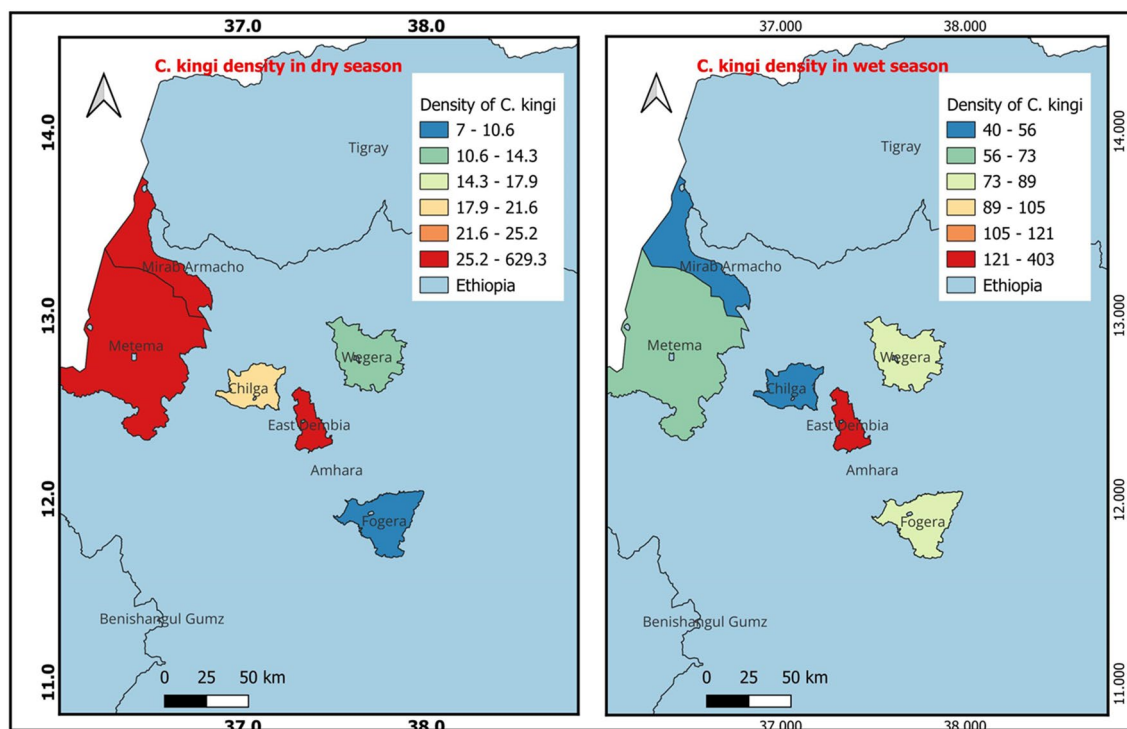 37.0 38.0
C. kingi density in dry season
Density of C. kingi
7 - 10.6
10.6 - 14.3
14.3 - 17.9
17.9 - 21.6
21.6 - 25.2
25.2 - 629.3
Ethiopia
14.0
13.0
12.0
11.0
Tigray
Mirab Armacho
Metema
Wegera
Chilga
East Dembia
Amhara
Fogera
Benishangul Gumz
0 25 50 km
37.0 38.0
37.000 38.000
C. kingi density in wet season
Density of C. kingi
40 - 56
56 - 73
73 - 89
89 - 105
105 - 121
121 - 403
Ethiopia
14.000
13.000
12.000
11.000
Tigray
Mirab Armacho
Metema
Wegera
Chilga
East Dembia
Amhara
Fogera
Benishangul Gumz
0 25 50 km
37.000 38.000